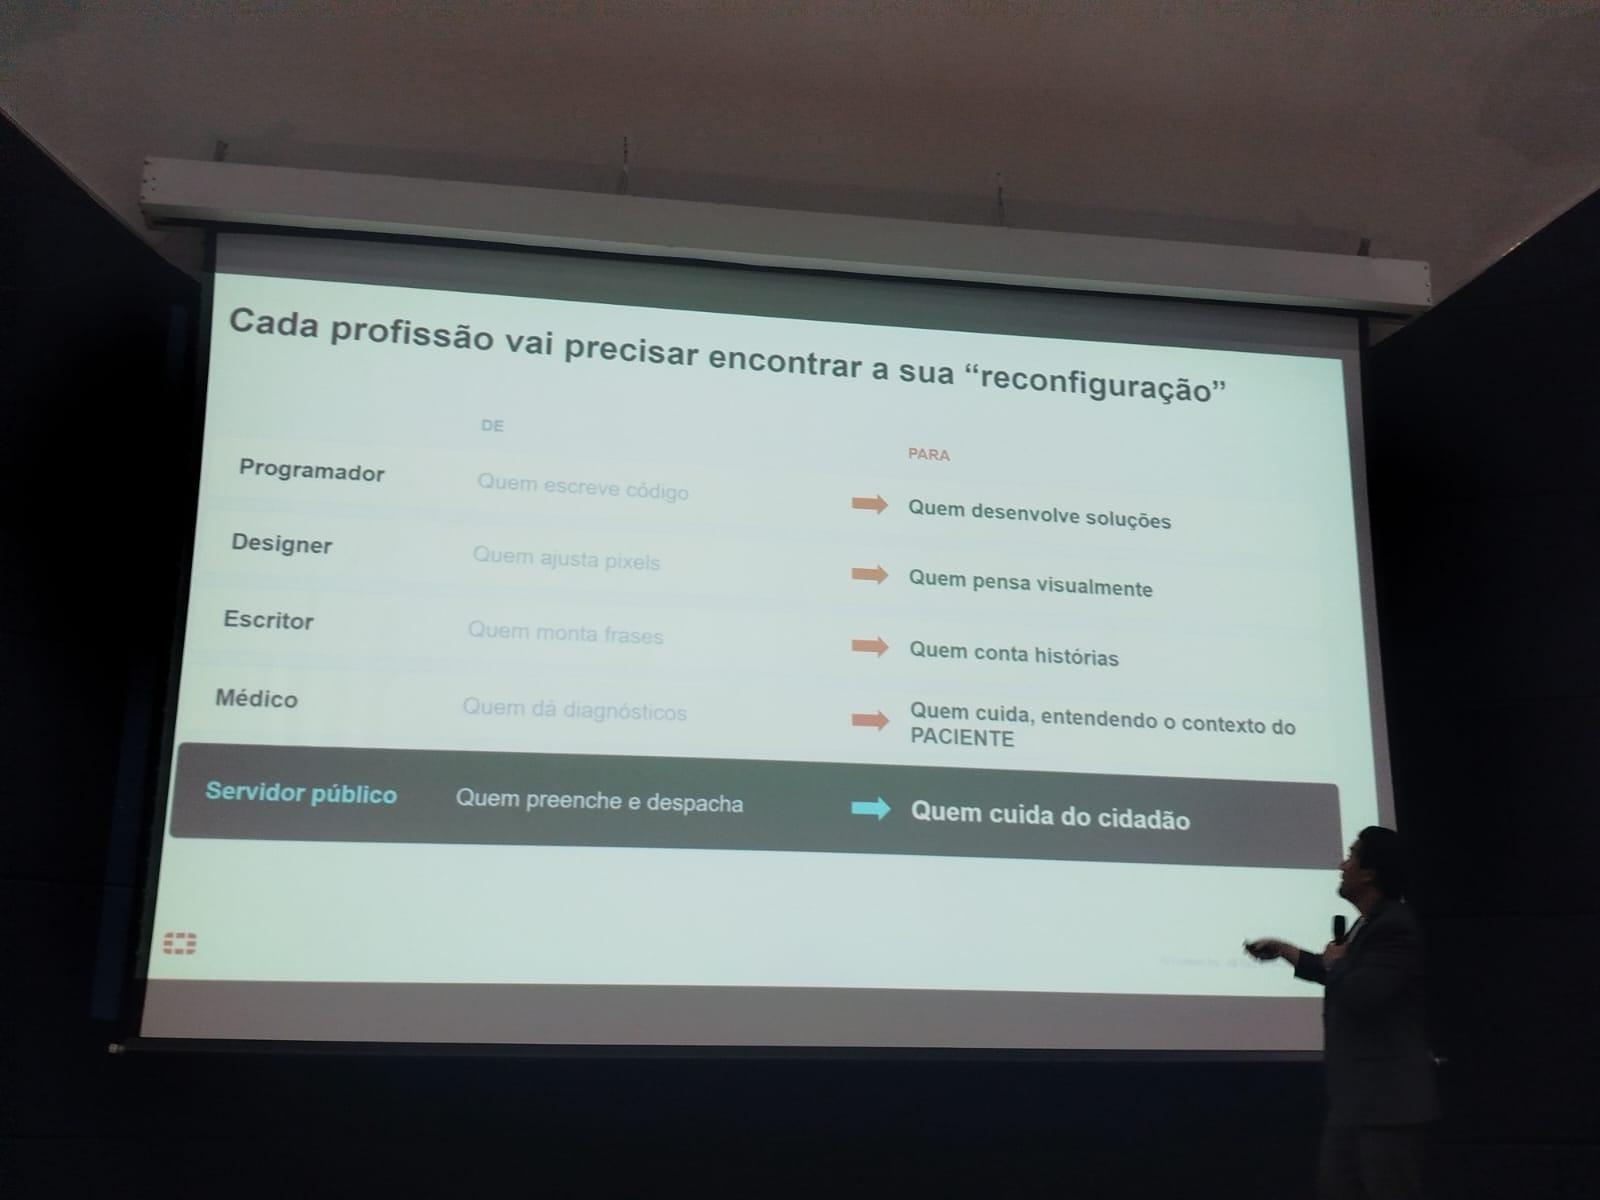 Cada profissão vai precisar encontrar a sua “reconfiguração”
DE
PARA
Programador Quem escreve código Quem desenvolve soluções
Designer Quem ajusta pixels Quem pensa visualmente
Escritor Quem monta frases Quem conta histórias
Médico Quem dá diagnósticos Quem cuida, entendendo o contexto do
PACIENTE
Servidor público Quem preenche e despacha Quem cuida do cidadão